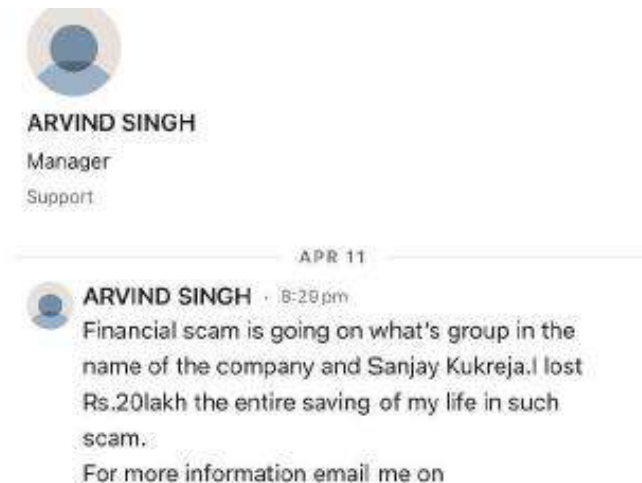 ARVIND SINGH
Manager
Support
APR 11
ARVIND SINGH · 8:29 pm
Financial scam is going on what's group in the
name of the company and Sanjay Kukreja.I lost
Rs.20lakh the entire saving of my life in such
scam.
For more information email me on